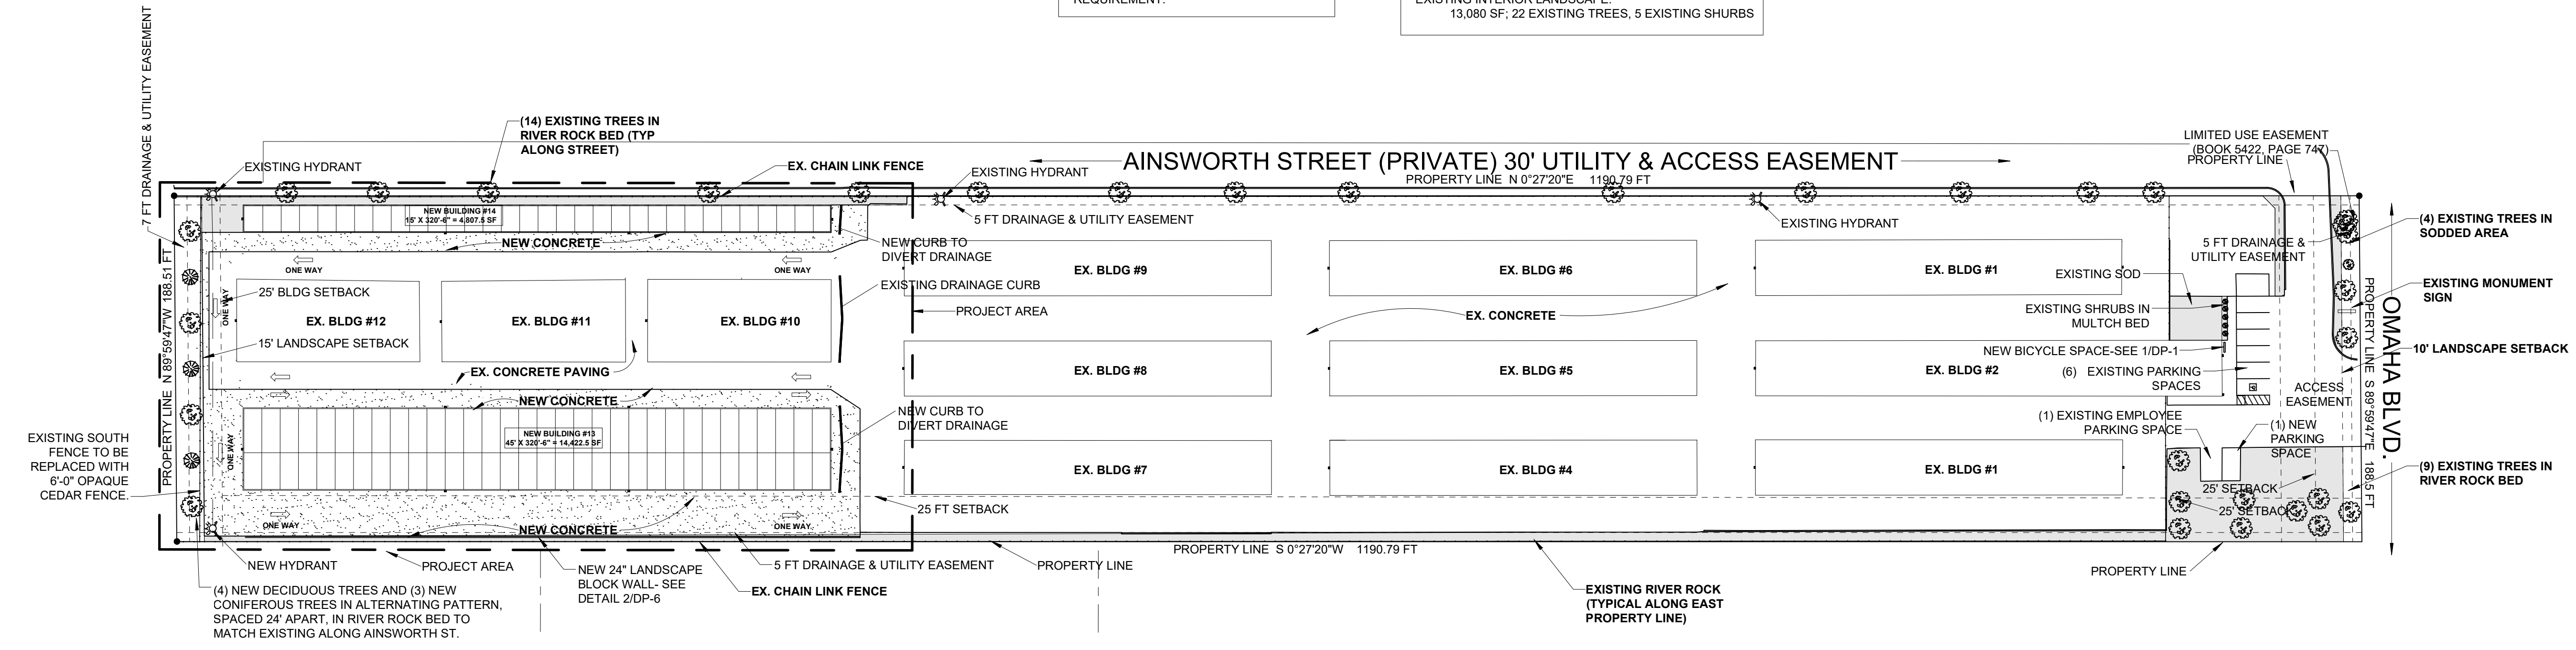 REQUIREMENT:
EXISTING INTERIOR LANDSCAPE:
13,080 SF; 22 EXISTING TREES, 5 EXISTING SHURBS
7 FT DRAINAGE & UTILITY EASEMENT
(14) EXISTING TREES IN
RIVER ROCK BED (TYP
ALONG STREET)
EXISTING HYDRANT
EX. CHAIN LINK FENCE
EXISTING HYDRANT
AINSWORTH STREET (PRIVATE) 30' UTILITY & ACCESS EASEMENT
PROPERTY LINE N 0°27'20"E 1190.79 FT
LIMITED USE EASEMENT
(BOOK 5422, PAGE 747)
PROPERTY LINE
NEW BUILDING #14
15' X 320'-6" = 4,807.5 SF
NEW CONCRETE
5 FT DRAINAGE & UTILITY EASEMENT
EXISTING HYDRANT
NEW CURB TO
DIVERT DRAINAGE
5 FT DRAINAGE &
UTILITY EASEMENT
(4) EXISTING TREES IN
SODDED AREA
ONE WAY
ONE WAY
EX. BLDG #9
EX. BLDG #6
EX. BLDG #1
EXISTING SOD
EXISTING MONUMENT
SIGN
PROPERTY LINE N 89°59'47"W 188.51 FT
ONE WAY
25' BLDG SETBACK
EXISTING DRAINAGE CURB
PROJECT AREA
EX. CONCRETE
EXISTING SHRUBS IN
MULTCH BED
EX. BLDG #12
EX. BLDG #11
EX. BLDG #10
15' LANDSCAPE SETBACK
NEW BICYCLE SPACE-SEE 1/DP-1
10' LANDSCAPE SETBACK
EX. CONCRETE PAVING
EX. BLDG #8
EX. BLDG #5
EX. BLDG #2
(6) EXISTING PARKING
SPACES
ACCESS
EASEMENT
OMAHA BLVD.
PROPERTY LINE S 89°59'47"E 188.5 FT
NEW CONCRETE
NEW CURB TO
DIVERT DRAINAGE
(1) EXISTING EMPLOYEE
PARKING SPACE
(1) NEW
PARKING
SPACE
EXISTING SOUTH
FENCE TO BE
REPLACED WITH
6'-0" OPAQUE
CEDAR FENCE.
ONE WAY
NEW BUILDING #13
45' X 320'-6" = 14,422.5 SF
EX. BLDG #7
EX. BLDG #4
EX. BLDG #1
(9) EXISTING TREES IN
RIVER ROCK BED
25' SETBACK
25' SETBACK
25 FT SETBACK
ONE WAY
NEW CONCRETE
ONE WAY
PROPERTY LINE S 0°27'20"W 1190.79 FT
NEW HYDRANT
PROJECT AREA
NEW 24" LANDSCAPE
BLOCK WALL- SEE
DETAIL 2/DP-6
5 FT DRAINAGE & UTILITY EASEMENT
PROPERTY LINE
PROPERTY LINE
EX. CHAIN LINK FENCE
EXISTING RIVER ROCK
(TYPICAL ALONG EAST
PROPERTY LINE)
(4) NEW DECIDUOUS TREES AND (3) NEW
CONIFEROUS TREES IN ALTERNATING PATTERN,
SPACED 24' APART, IN RIVER ROCK BED TO
MATCH EXISTING ALONG AINSWORTH ST.